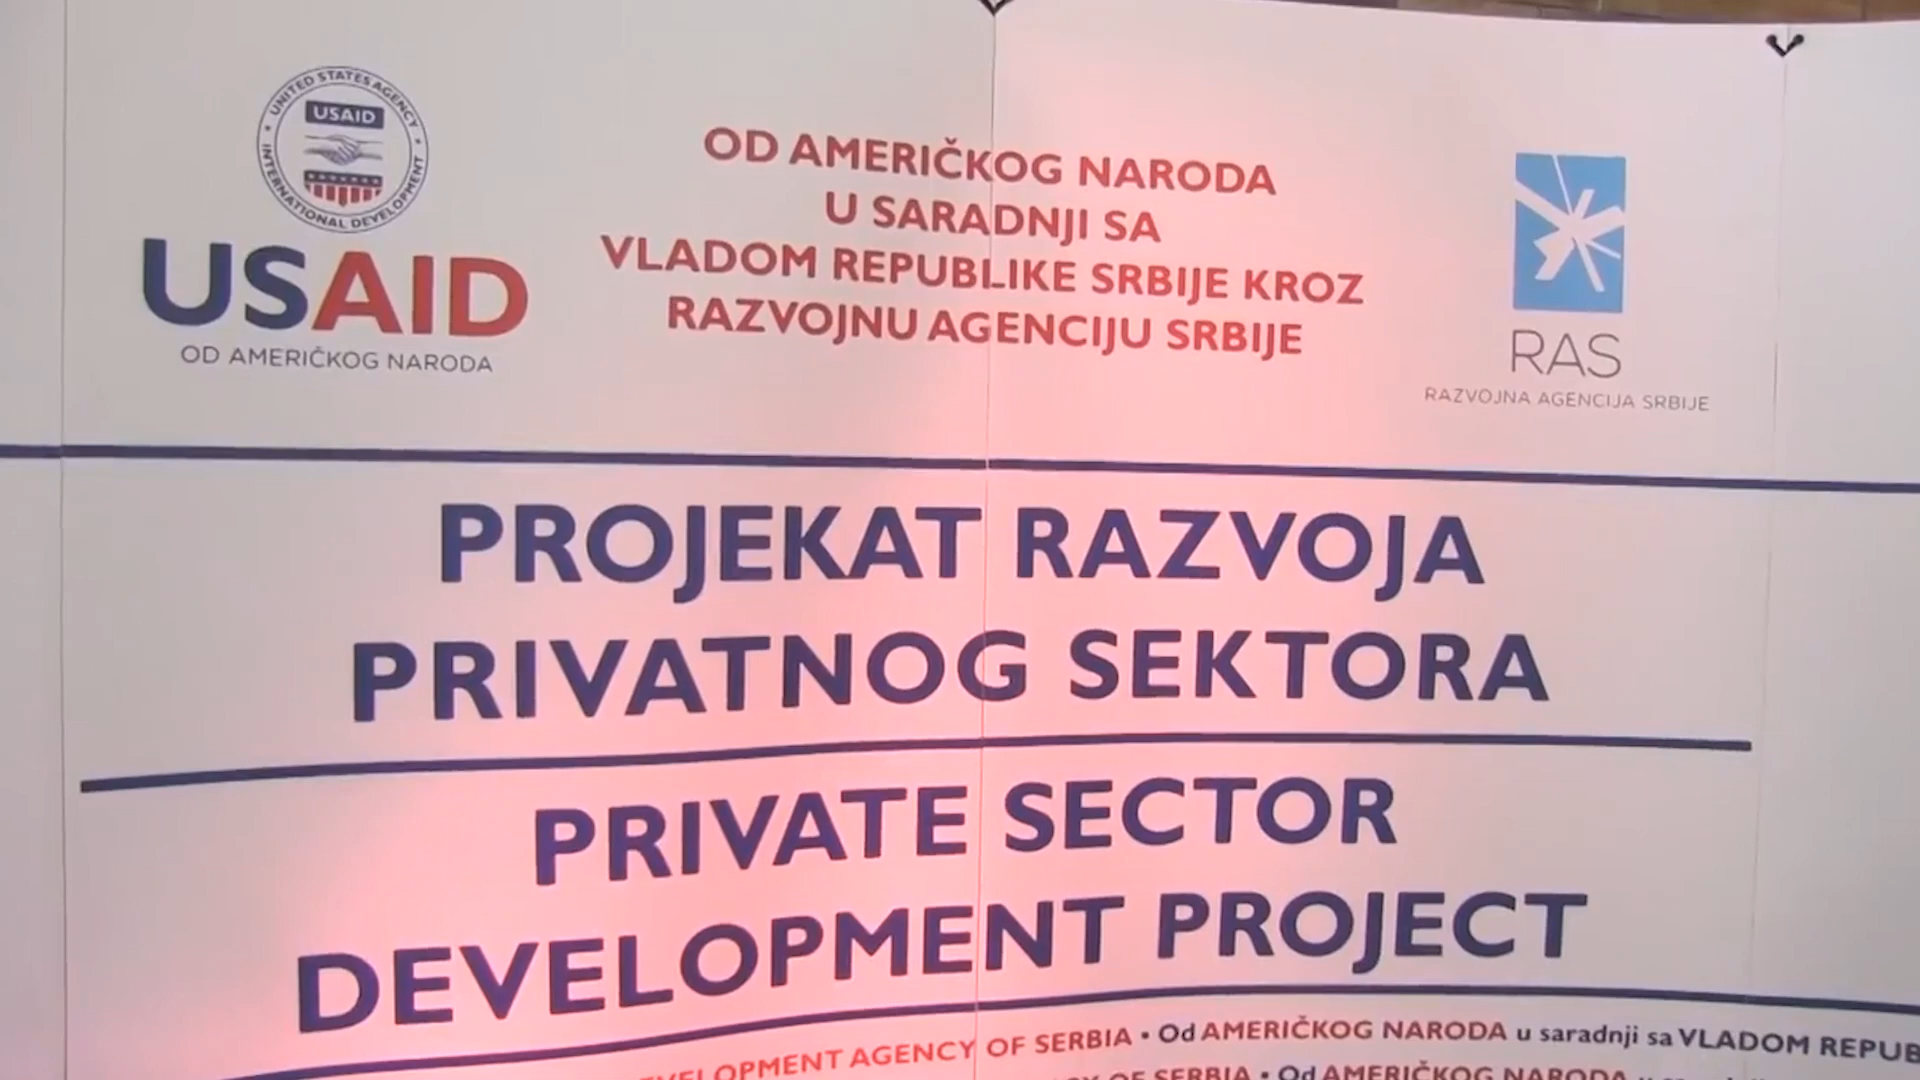 UNITED STATES AGENCY
USAID
INTERNATIONAL DEVELOPMENT
USAID
OD AMERIČKOG NARODA
OD AMERIČKOG NARODA
U SARADNJI SA
VLADOM REPUBLIKE SRBIJE KROZ
RAZVOJNU AGENCIJU SRBIJE
RAS
RAZVOJNA AGENCIJA SRBIJE
PROJEKAT RAZVOJA
PRIVATNOG SEKTORA
PRIVATE SECTOR
DEVELOPMENT PROJECT
VELOPMENT AGENCY OF SERBIA • Od AMERIČKOG NARODA u saradnji sa VLADOM REPUB
OF SERBIA • Od AMERIČKOG NARODA